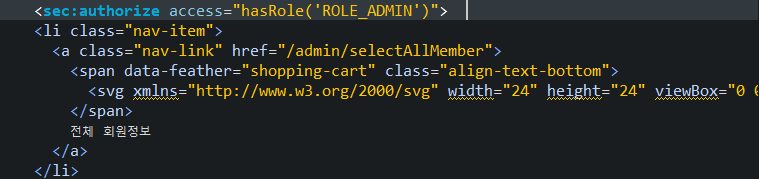 <sec:authorize access="hasRole('ROLE_ADMIN')">
<li class="nav-item">
<a class="nav-link" href="/admin/selectAllMember">
<span data-feather="shopping-cart" class="align-text-bottom">
<svg xmlns="http://www.w3.org/2000/svg" width="24" height="24" viewBox="0 0
</span>
전체 회원정보
</a>
</li>